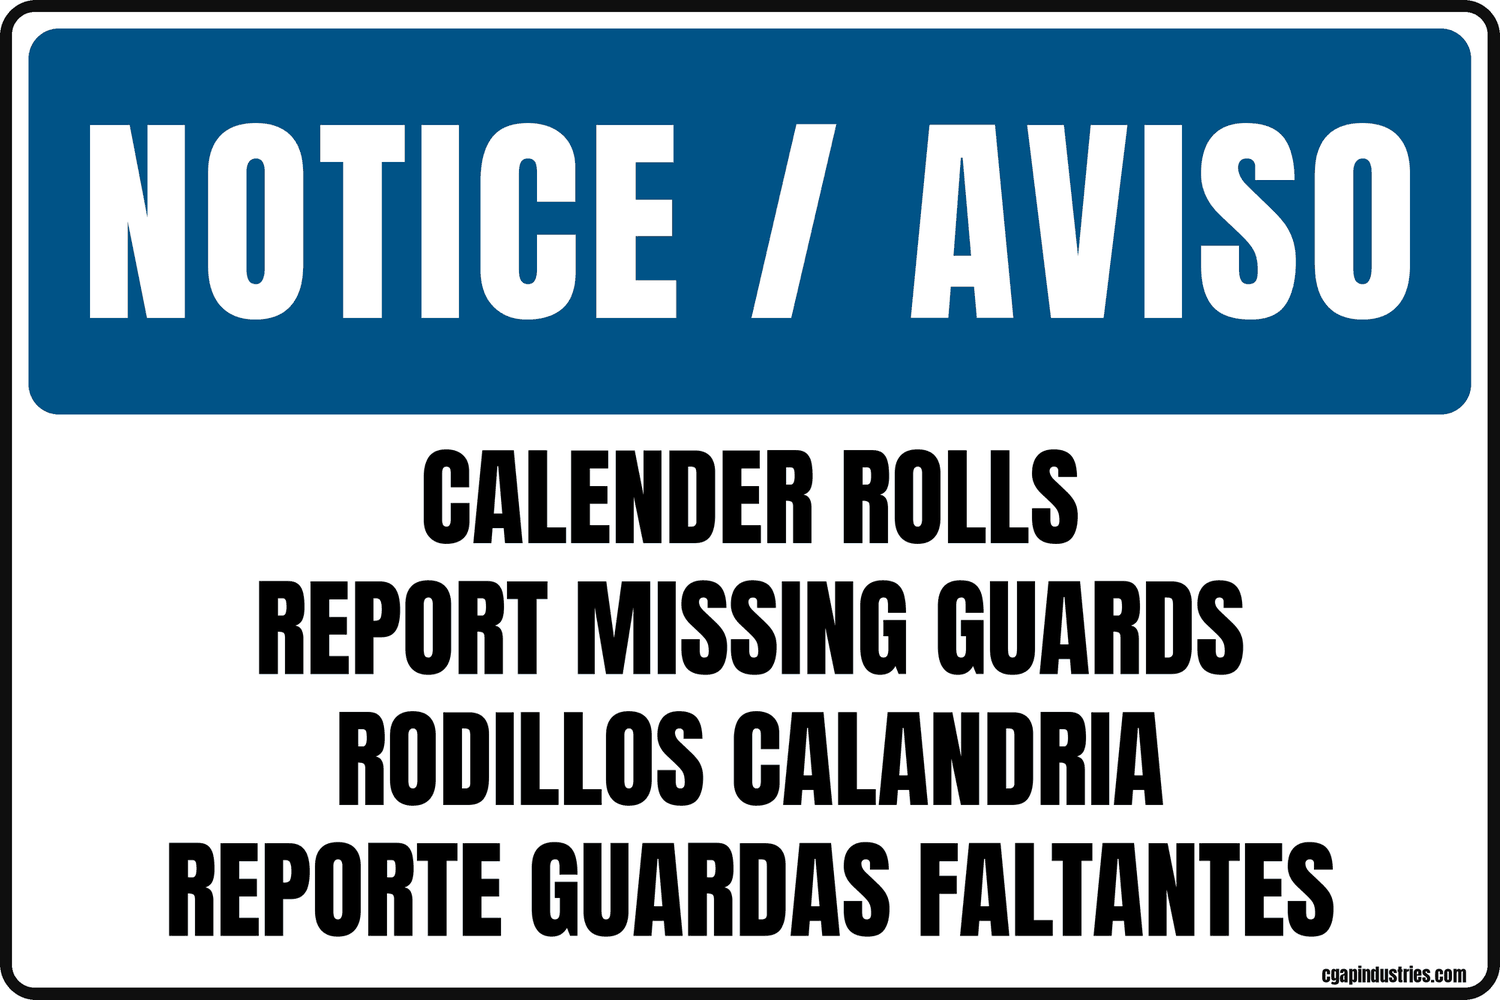 NOTICE / AVISO
CALENDER ROLLS
REPORT MISSING GUARDS
RODILLOS CALANDRIA
REPORTE GUARDAS FALTANTES
cgapindustries.com